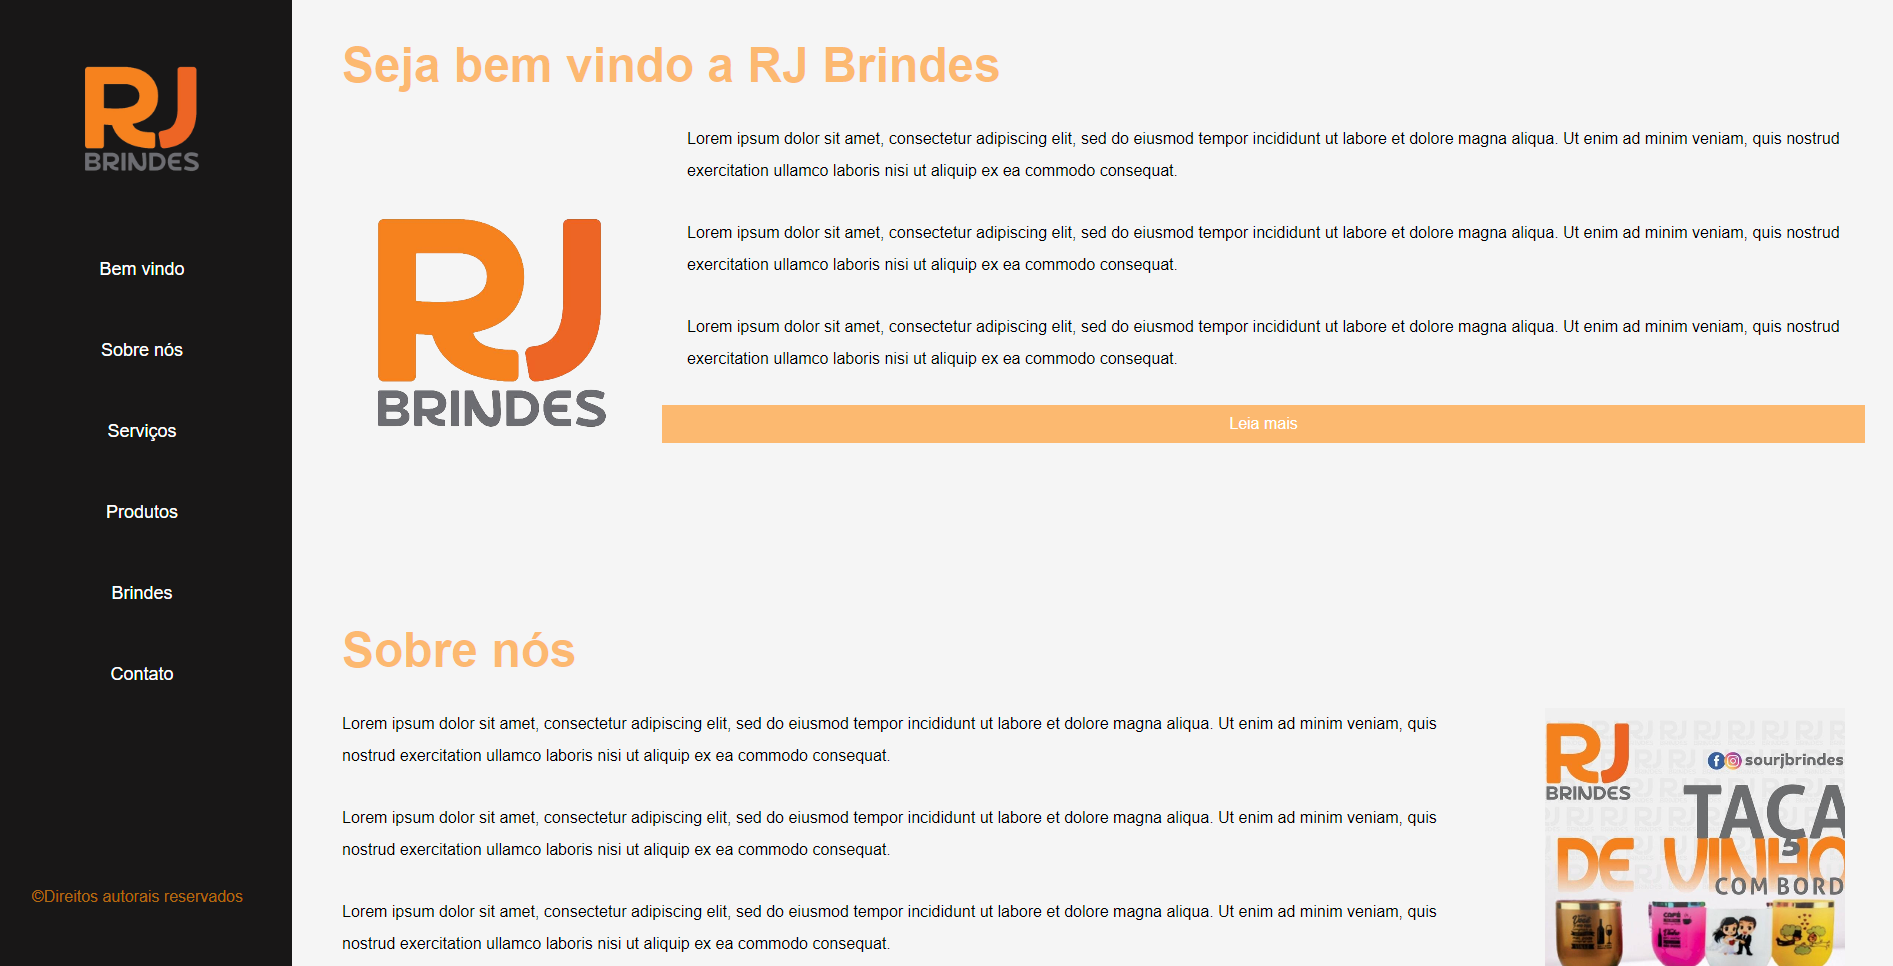 RJ
BRINDES
Bem vindo
Sobre nós
Serviços
Produtos
Brindes
Contato
©Direitos autorais reservados
Seja bem vindo a RJ Brindes
RJ
BRINDES
Lorem ipsum dolor sit amet, consectetur adipiscing elit, sed do eiusmod tempor incididunt ut labore et dolore magna aliqua. Ut enim ad minim veniam, quis nostrud
exercitation ullamco laboris nisi ut aliquip ex ea commodo consequat.
Lorem ipsum dolor sit amet, consectetur adipiscing elit, sed do eiusmod tempor incididunt ut labore et dolore magna aliqua. Ut enim ad minim veniam, quis nostrud
exercitation ullamco laboris nisi ut aliquip ex ea commodo consequat.
Lorem ipsum dolor sit amet, consectetur adipiscing elit, sed do eiusmod tempor incididunt ut labore et dolore magna aliqua. Ut enim ad minim veniam, quis nostrud
exercitation ullamco laboris nisi ut aliquip ex ea commodo consequat.
Leia mais
Sobre nós
Lorem ipsum dolor sit amet, consectetur adipiscing elit, sed do eiusmod tempor incididunt ut labore et dolore magna aliqua. Ut enim ad minim veniam, quis
nostrud exercitation ullamco laboris nisi ut aliquip ex ea commodo consequat.
Lorem ipsum dolor sit amet, consectetur adipiscing elit, sed do eiusmod tempor incididunt ut labore et dolore magna aliqua. Ut enim ad minim veniam, quis
nostrud exercitation ullamco laboris nisi ut aliquip ex ea commodo consequat.
Lorem ipsum dolor sit amet, consectetur adipiscing elit, sed do eiusmod tempor incididunt ut labore et dolore magna aliqua. Ut enim ad minim veniam, quis
nostrud exercitation ullamco laboris nisi ut aliquip ex ea commodo consequat.
RJ
BRINDES
sourjbrindes
TAÇA
DE VINHO
COM BORD